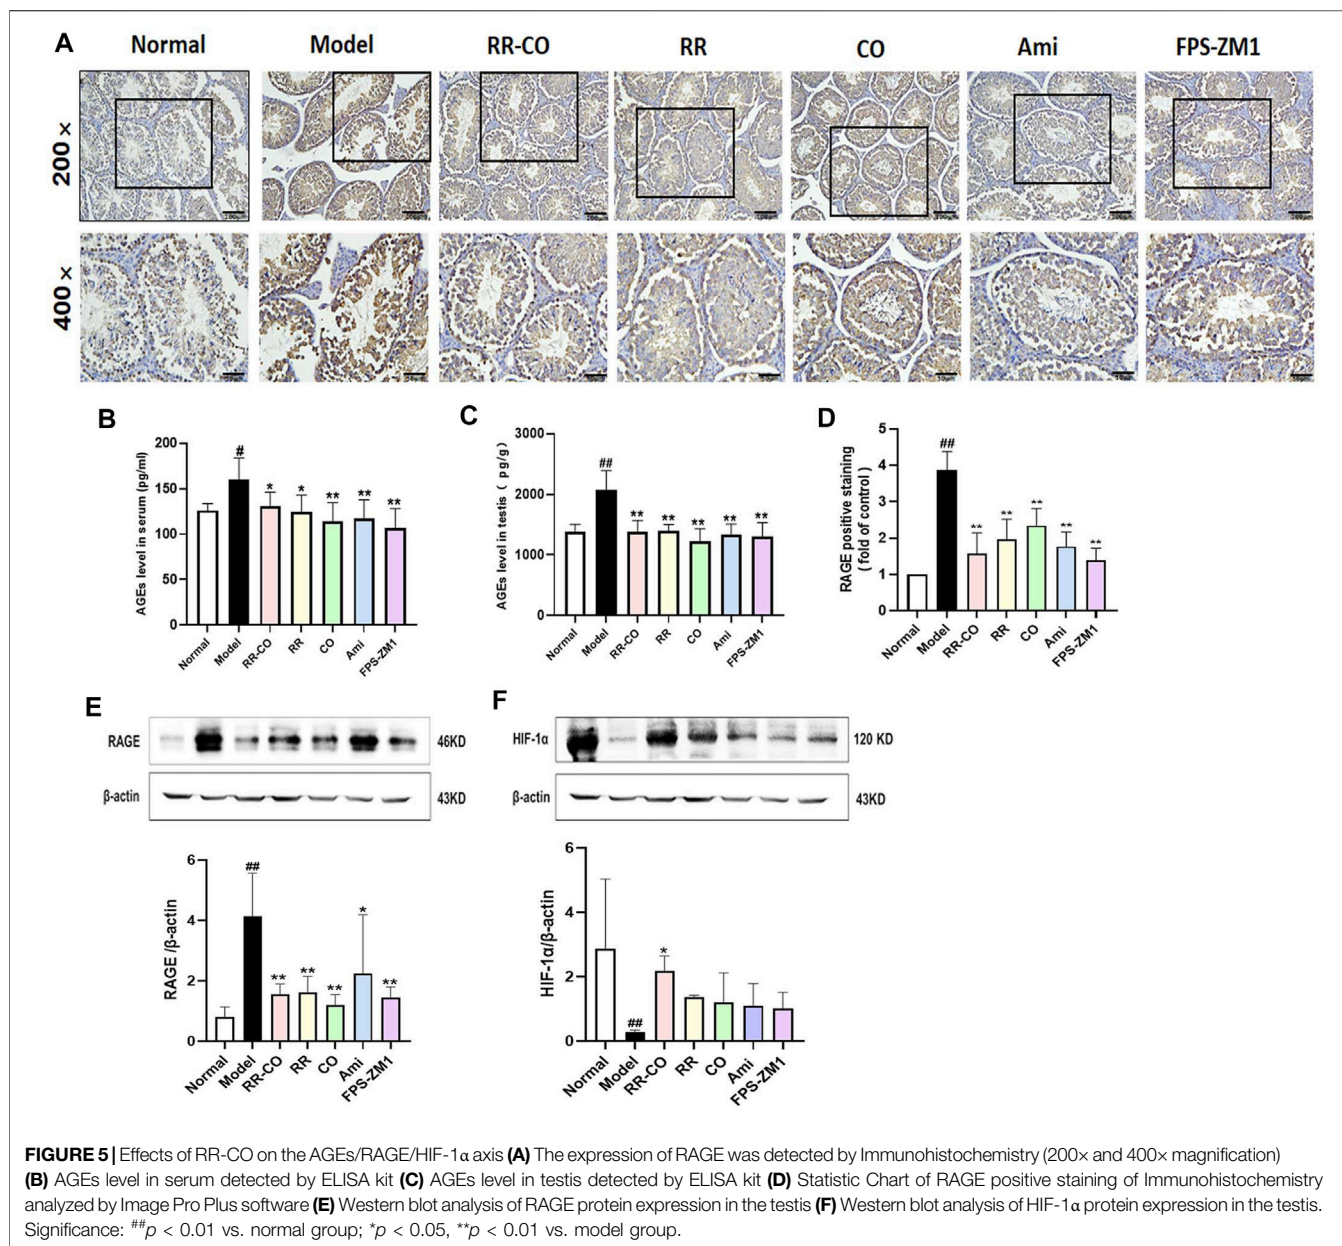 A
Normal Model RR-CO RR CO Ami FPS-ZM1
200 ×
400 ×
B
AGEs level in serum (pg/ml)
200
150
100
50
0
#
* * ** ** **
Normal Model RR-CO RR CO Ami FPS-ZM1
C
AGEs level in testis ( pg/g)
3000
2000
1000
0
##
** ** ** ** **
Normal Model RR-CO RR CO Ami FPS-ZM1
D
RAGE positive staining
( fold of control)
5
4
3
2
1
0
##
** ** ** ** **
Normal Model RR-CO RR CO Ami FPS-ZM1
E
RAGE 46KD
β-actin 43KD
RAGE /β-actin
6
4
2
0
##
** ** ** * **
Normal Model RR-CO RR CO Ami FPS-ZM1
F
HIF-1α 120 KD
β-actin 43KD
HIF-1α/β-actin
6
4
2
0
##
*
Normal Model RR-CO RR CO Ami FPS-ZM1
FIGURE 5 | Effects of RR-CO on the AGEs/RAGE/HIF-1α axis (A) The expression of RAGE was detected by Immunohistochemistry (200× and 400× magnification)
(B) AGEs level in serum detected by ELISA kit (C) AGEs level in testis detected by ELISA kit (D) Statistic Chart of RAGE positive staining of Immunohistochemistry
analyzed by Image Pro Plus software (E) Western blot analysis of RAGE protein expression in the testis (F) Western blot analysis of HIF-1α protein expression in the testis.
Significance: ##p < 0.01 vs. normal group; *p < 0.05, **p < 0.01 vs. model group.